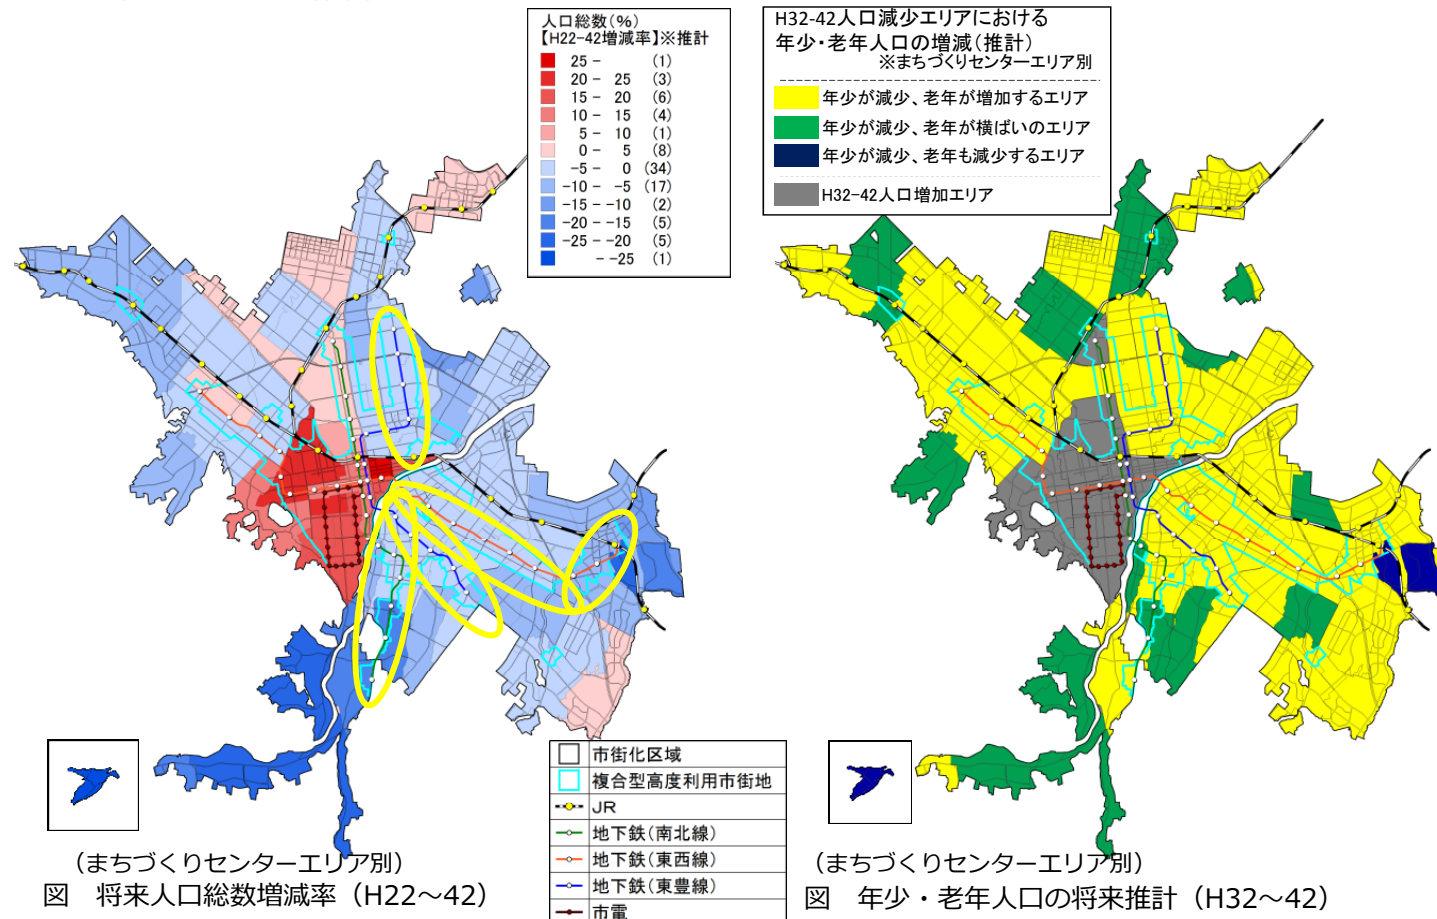 人口総数(%)
【H22-42増減率】※推計
25 - (1)
20 - 25 (3)
15 - 20 (6)
10 - 15 (4)
5 - 10 (1)
0 - 5 (8)
-5 - 0 (34)
-10 - -5 (17)
-15 - -10 (2)
-20 - -15 (5)
-25 - -20 (5)
- -25 (1)
H32-42人口減少エリアにおける
年少・老年人口の増減(推計)
※まちづくりセンターエリア別
年少が減少、老年が増加するエリア
年少が減少、老年が横ばいのエリア
年少が減少、老年も減少するエリア
H32-42人口増加エリア
市街化区域
複合型高度利用市街地
JR
地下鉄(南北線)
地下鉄(東西線)
地下鉄(東豊線)
市電
(まちづくりセンターエリア別)
図 将来人口総数増減率(H22~42)
(まちづくりセンターエリア別)
図 年少・老年人口の将来推計(H32~42)